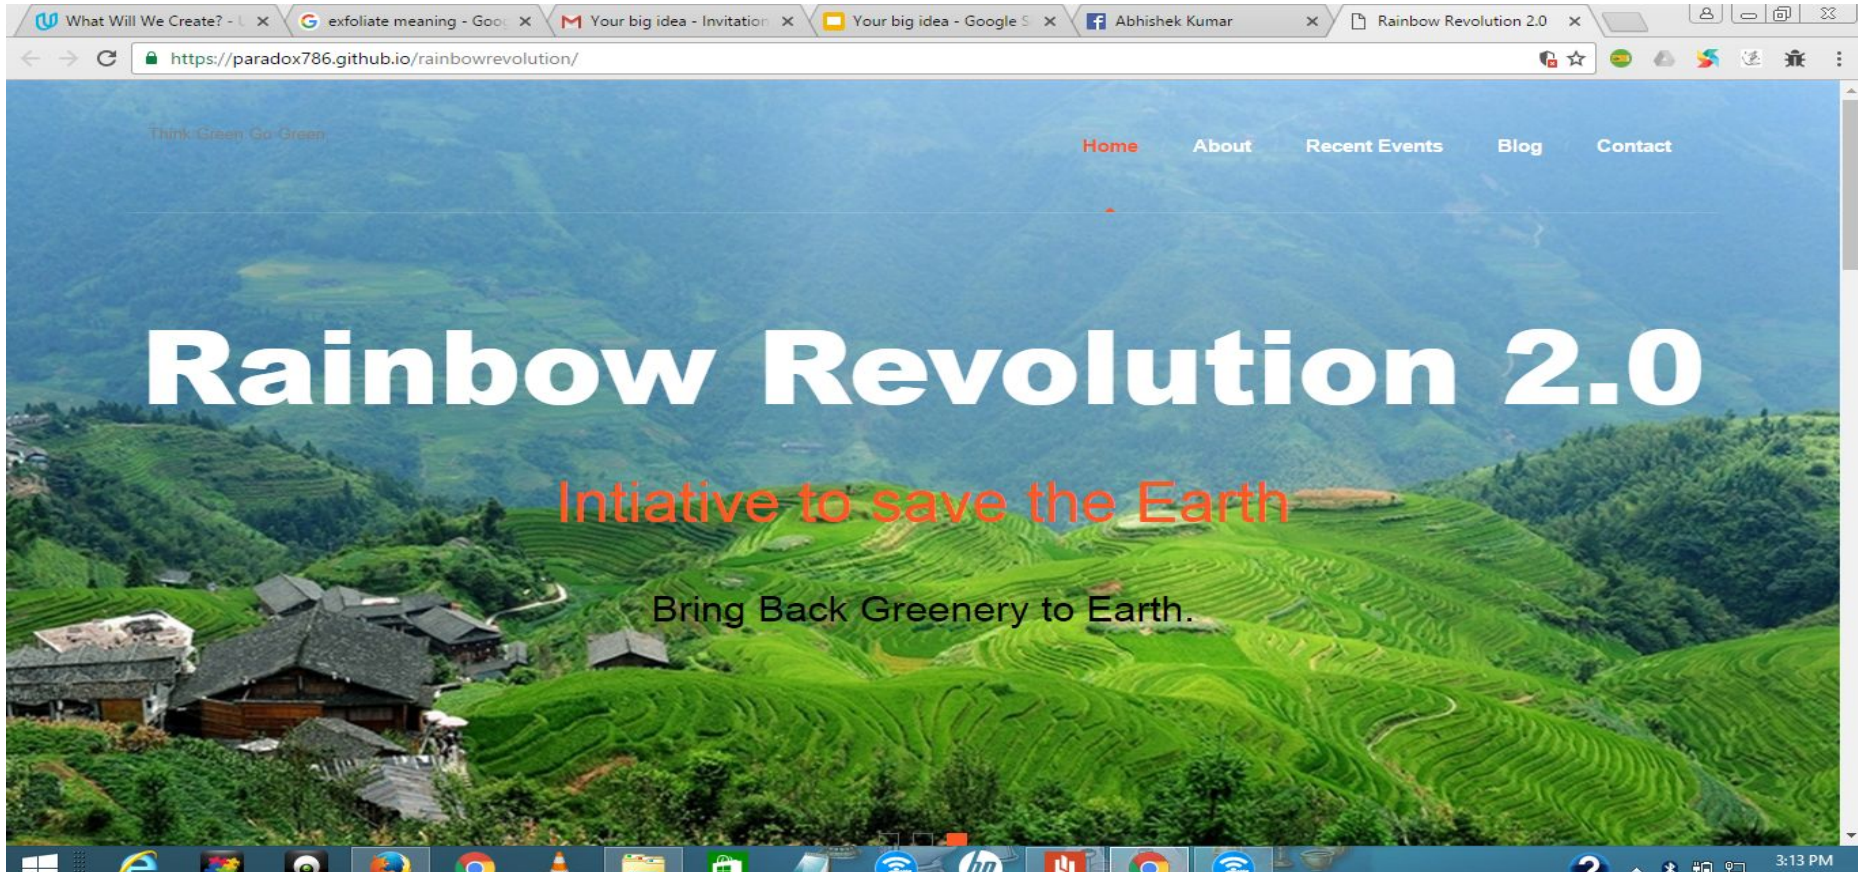 What Will We Create? - U
exfoliate meaning - Goog
Your big idea - Invitation
Your big idea - Google S
Abhishek Kumar
Rainbow Revolution 2.0
https://paradox786.github.io/rainbowrevolution/
Think Green Go Green
Home About Recent Events Blog Contact
Rainbow Revolution 2.0
Intiative to save the Earth
Bring Back Greenery to Earth.
hp
3:13 PM